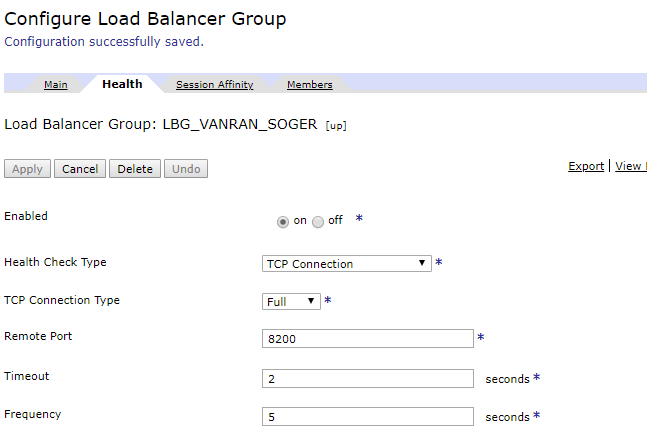 Configure Load Balancer Group
Configuration successfully saved.
Main Health Session Affinity Members
Load Balancer Group: LBG_VANRAN_SOGER [up]
Apply Cancel Delete Undo Export | View
Enabled on off *
Health Check Type TCP Connection *
TCP Connection Type Full *
Remote Port 8200 *
Timeout 2 seconds *
Frequency 5 seconds *